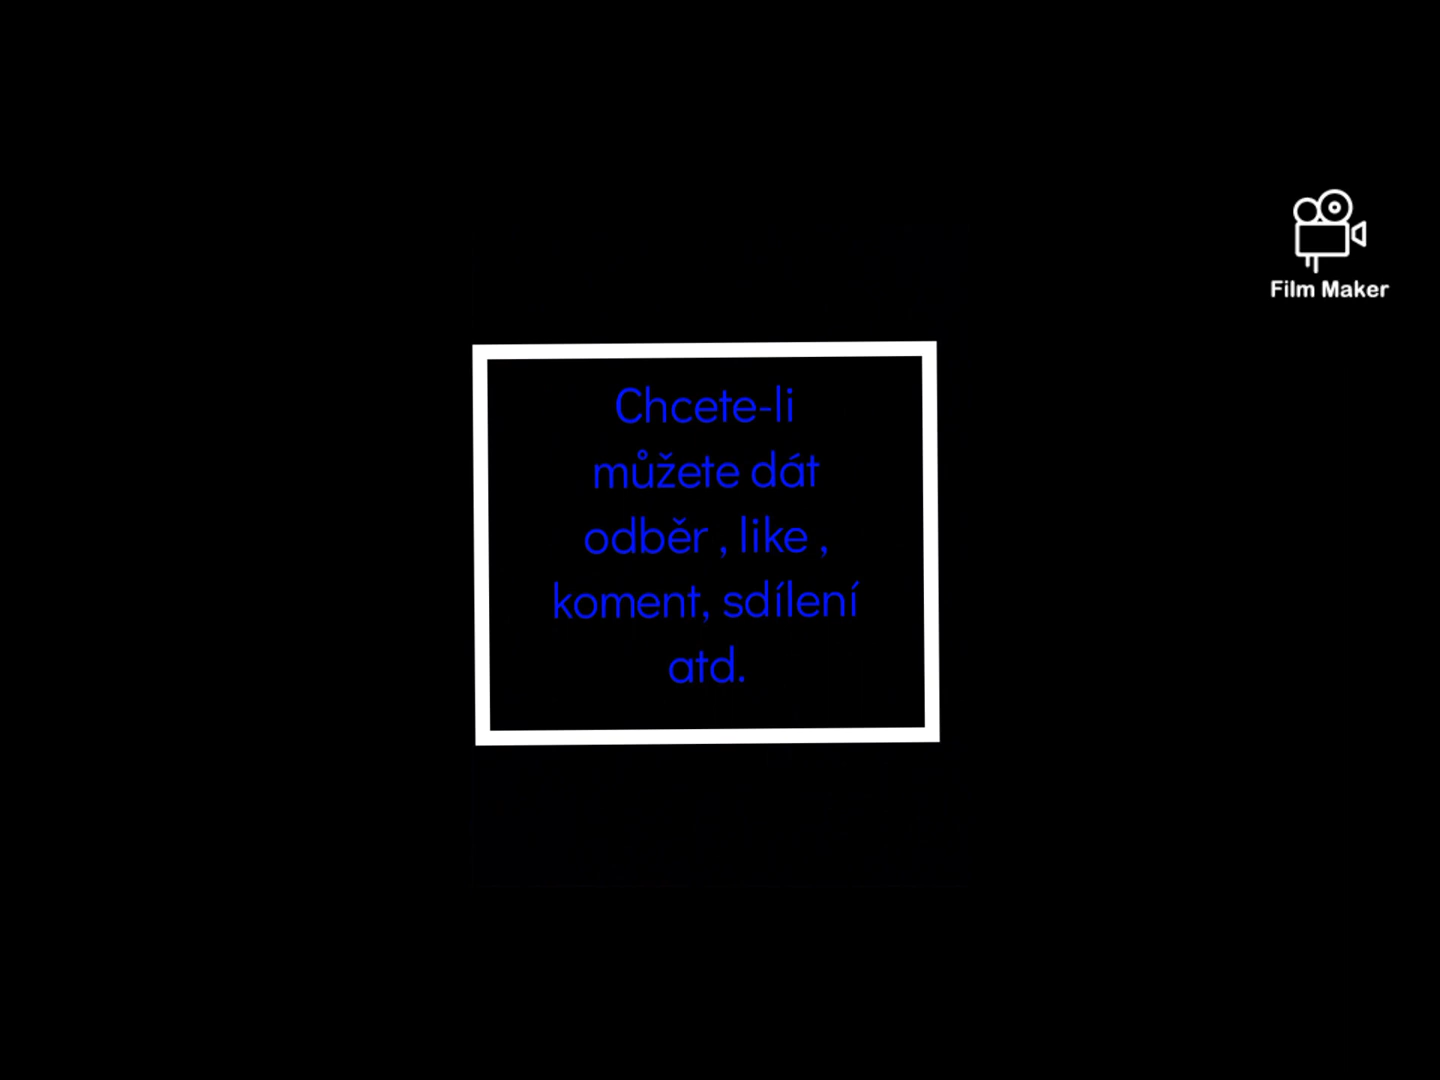 Film Maker
Chcete-li
můžete dát
odběr , like ,
koment, sdílení
atd.